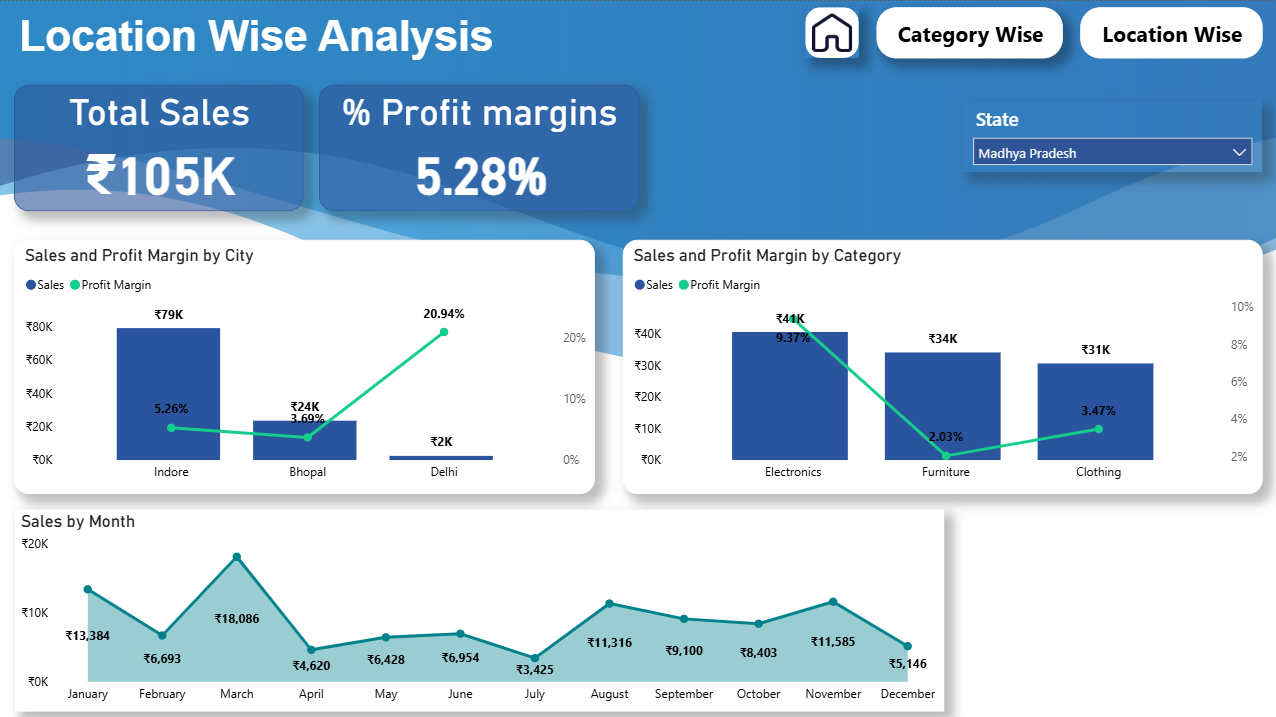 Location Wise Analysis
Category Wise
Location Wise
Total Sales
₹105K
% Profit margins
5.28%
State
Madhya Pradesh
Sales and Profit Margin by City
Sales Profit Margin
₹80K
₹60K
₹40K
₹20K
₹0K
₹79K
5.26%
₹24K
3.69%
₹2K
20.94%
20%
10%
0%
Indore Bhopal Delhi
Sales and Profit Margin by Category
Sales Profit Margin
₹40K
₹30K
₹20K
₹10K
₹0K
₹41K
9.37%
₹34K
2.03%
₹31K
3.47%
10%
8%
6%
4%
2%
Electronics Furniture Clothing
Sales by Month
₹20K
₹10K
₹0K
₹13,384
₹6,693
₹18,086
₹4,620
₹6,428
₹6,954
₹3,425
₹11,316
₹9,100
₹8,403
₹11,585
₹5,146
January February March April May June July August September October November December